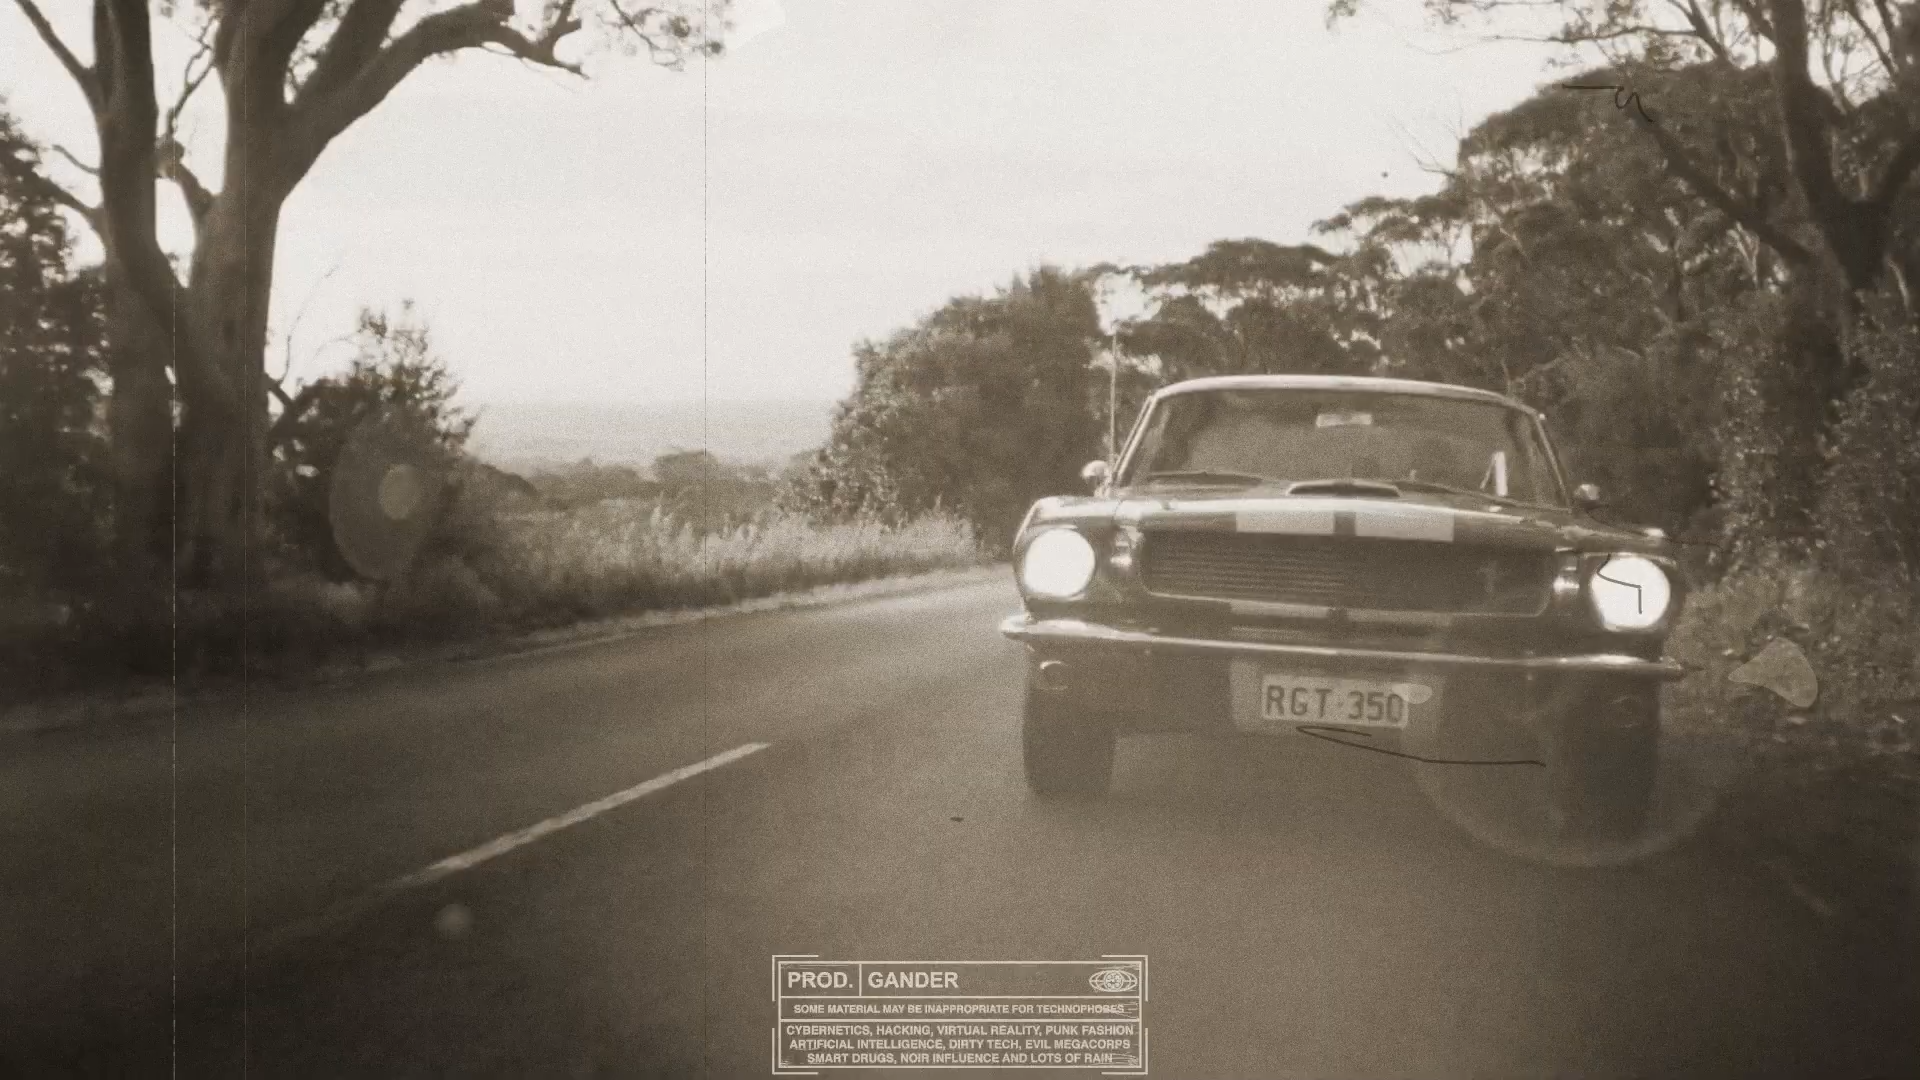 RGT·350
PROD. | GANDER
SOME MATERIAL MAY BE INAPPROPRIATE FOR TECHNOPHOBES
CYBERNETICS, HACKING, VIRTUAL REALITY, PUNK FASHION
ARTIFICIAL INTELLIGENCE, DIRTY TECH, EVIL MEGACORPS
SMART DRUGS, NOIR INFLUENCE AND LOTS OF RAIN